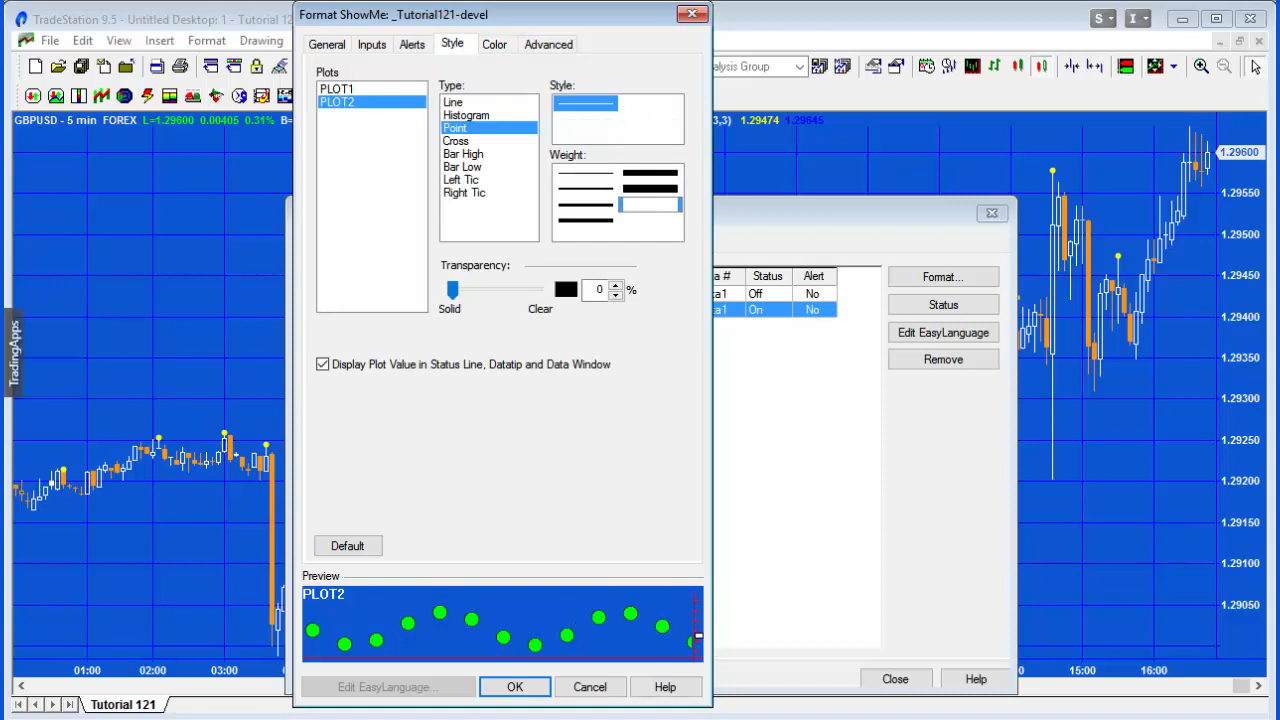 TradeStation 9.5 - Untitled Desktop: 1 - Tutorial 12
Format ShowMe: _Tutorial121-devel
S
I
File Edit View Insert Format Drawing
General Inputs Alerts Style Color Advanced
alysis Group
GBPUSD - 5 min FOREX L=1.29600 0.00405 0.31% B=
3,3) 1.29474 1.29645
Plots
PLOT1
PLOT2
Type:
Line
Histogram
Point
Cross
Bar High
Bar Low
Left Tic
Right Tic
Style:
Weight:
Transparency:
Solid
Clear
0
%
Display Plot Value in Status Line, Datatip and Data Window
Default
Preview
PLOT2
Edit EasyLanguage...
OK
Cancel
Help
a # Status Alert
ta1 Off No
ta1 On No
Format...
Status
Edit EasyLanguage
Remove
Close
Help
TradingApps
1.29600
1.29550
1.29500
1.29450
1.29400
1.29350
1.29300
1.29250
1.29200
1.29150
1.29100
1.29050
01:00 02:00 03:00
15:00 16:00
Tutorial 121